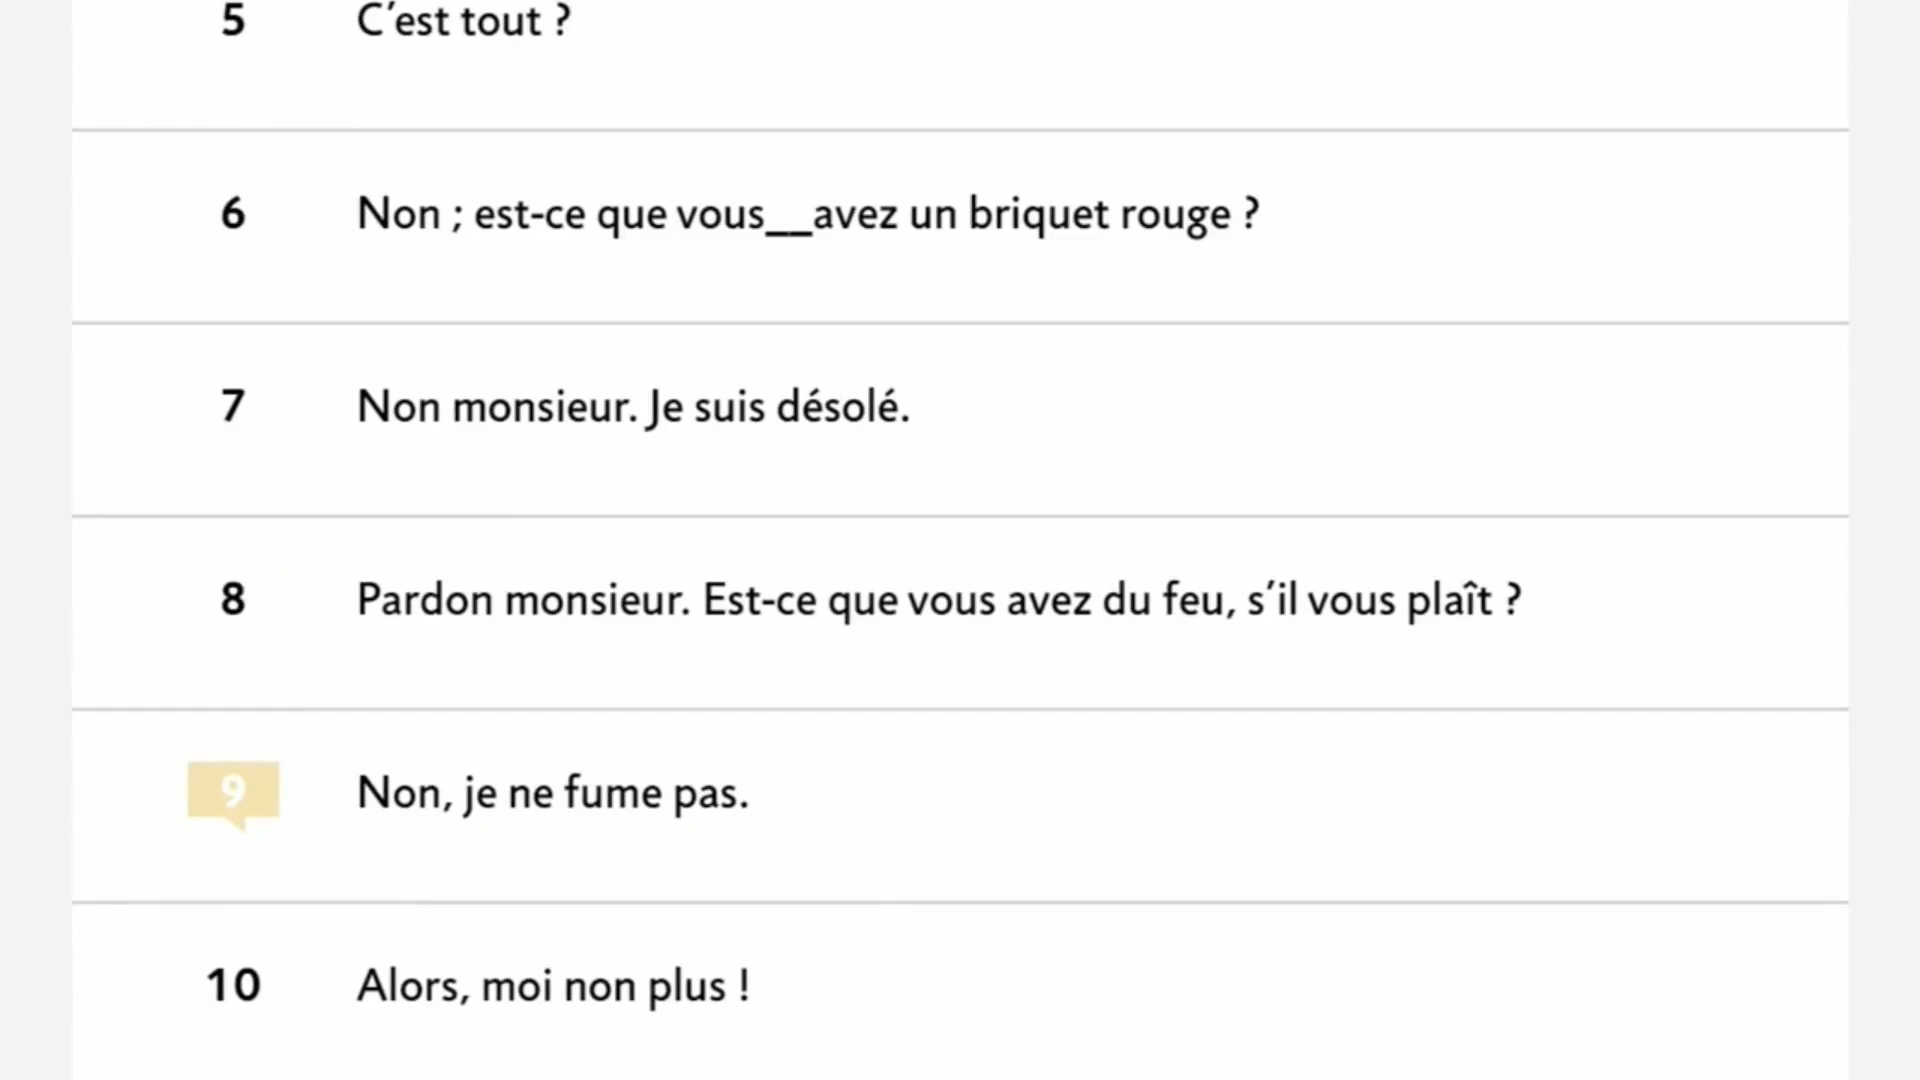 5 C'est tout ?
6 Non ; est-ce que vous__avez un briquet rouge ?
7 Non monsieur. Je suis désolé.
8 Pardon monsieur. Est-ce que vous avez du feu, s'il vous plaît ?
9 Non, je ne fume pas.
10 Alors, moi non plus !